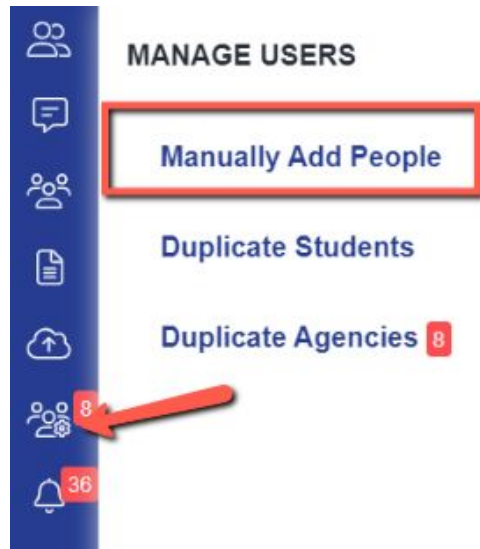 MANAGE USERS
Manually Add People
Duplicate Students
Duplicate Agencies 8
8
36